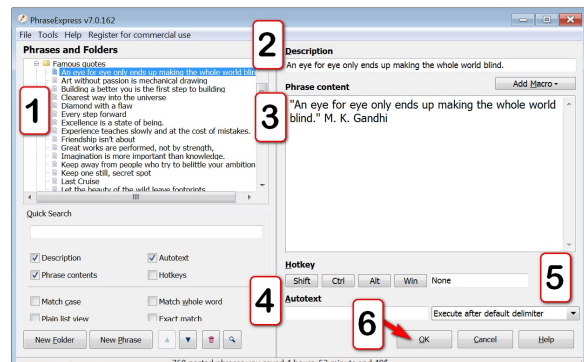 PhraseExpress v7.0.162
File Tools Help Register for commercial use
Phrases and Folders
Famous quotes
An eye for eye only ends up making the whole world blin
Art without passion is mechanical drawing
Building a better you is the first step to building
Clearest way into the universe
Diamond with a flaw
Every step forward
Excellence is a state of being.
Experience teaches slowly and at the cost of mistakes.
Friendship isn't about
Great works are performed, not by strength,
Imagination is more important than knowledge.
Keep away from people who try to belittle your ambition
Keep one still, secret spot
Last Cruise
Let the beauty of the wild leave footprints
1
Quick Search
Description
Autotext
Phrase contents
Hotkeys
Match case
Match whole word
Plain list view
Exact match
New Folder
New Phrase
2
Description
An eye for eye only ends up making the whole world blind.
Phrase content
Add Macro
3
"An eye for eye only ends up making the whole world
blind." M. K. Gandhi
Hotkey
Shift Ctrl Alt Win None
5
4
Autotext
Execute after default delimiter
6
OK Cancel Help